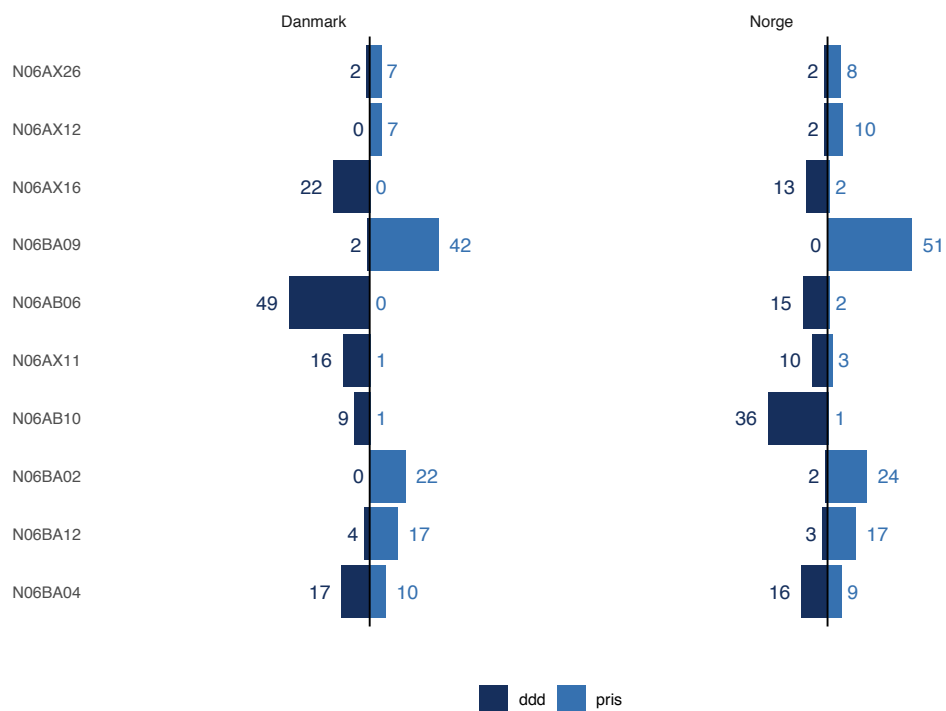 Danmark Norge
N06AX26 2 7 2 8
N06AX12 0 7 2 10
N06AX16 22 0 13 2
N06BA09 2 42 0 51
N06AB06 49 0 15 2
N06AX11 16 1 10 3
N06AB10 9 1 36 1
N06BA02 0 22 2 24
N06BA12 4 17 3 17
N06BA04 17 10 16 9
ddd pris